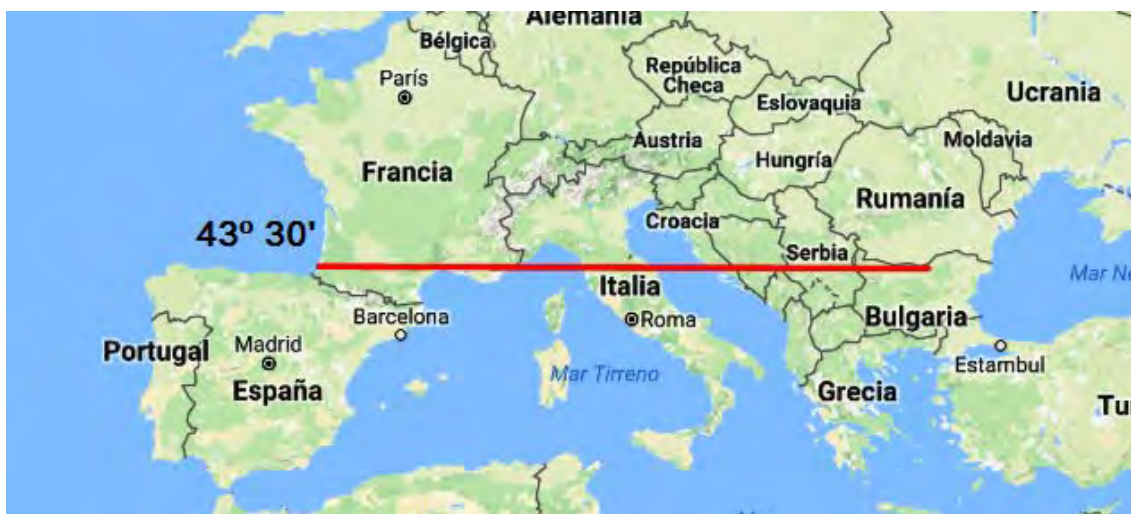 Alemania
Bélgica
París
República
Checa
Ucrania
Eslovaquia
Moldavia
Austria
Hungría
Francia
Rumanía
Croacia
43º 30'
Serbia
Mar
Italia
Barcelona
Roma
Bulgaria
Portugal
Madrid
Estambul
España
Mar Tirreno
Grecia
Tu